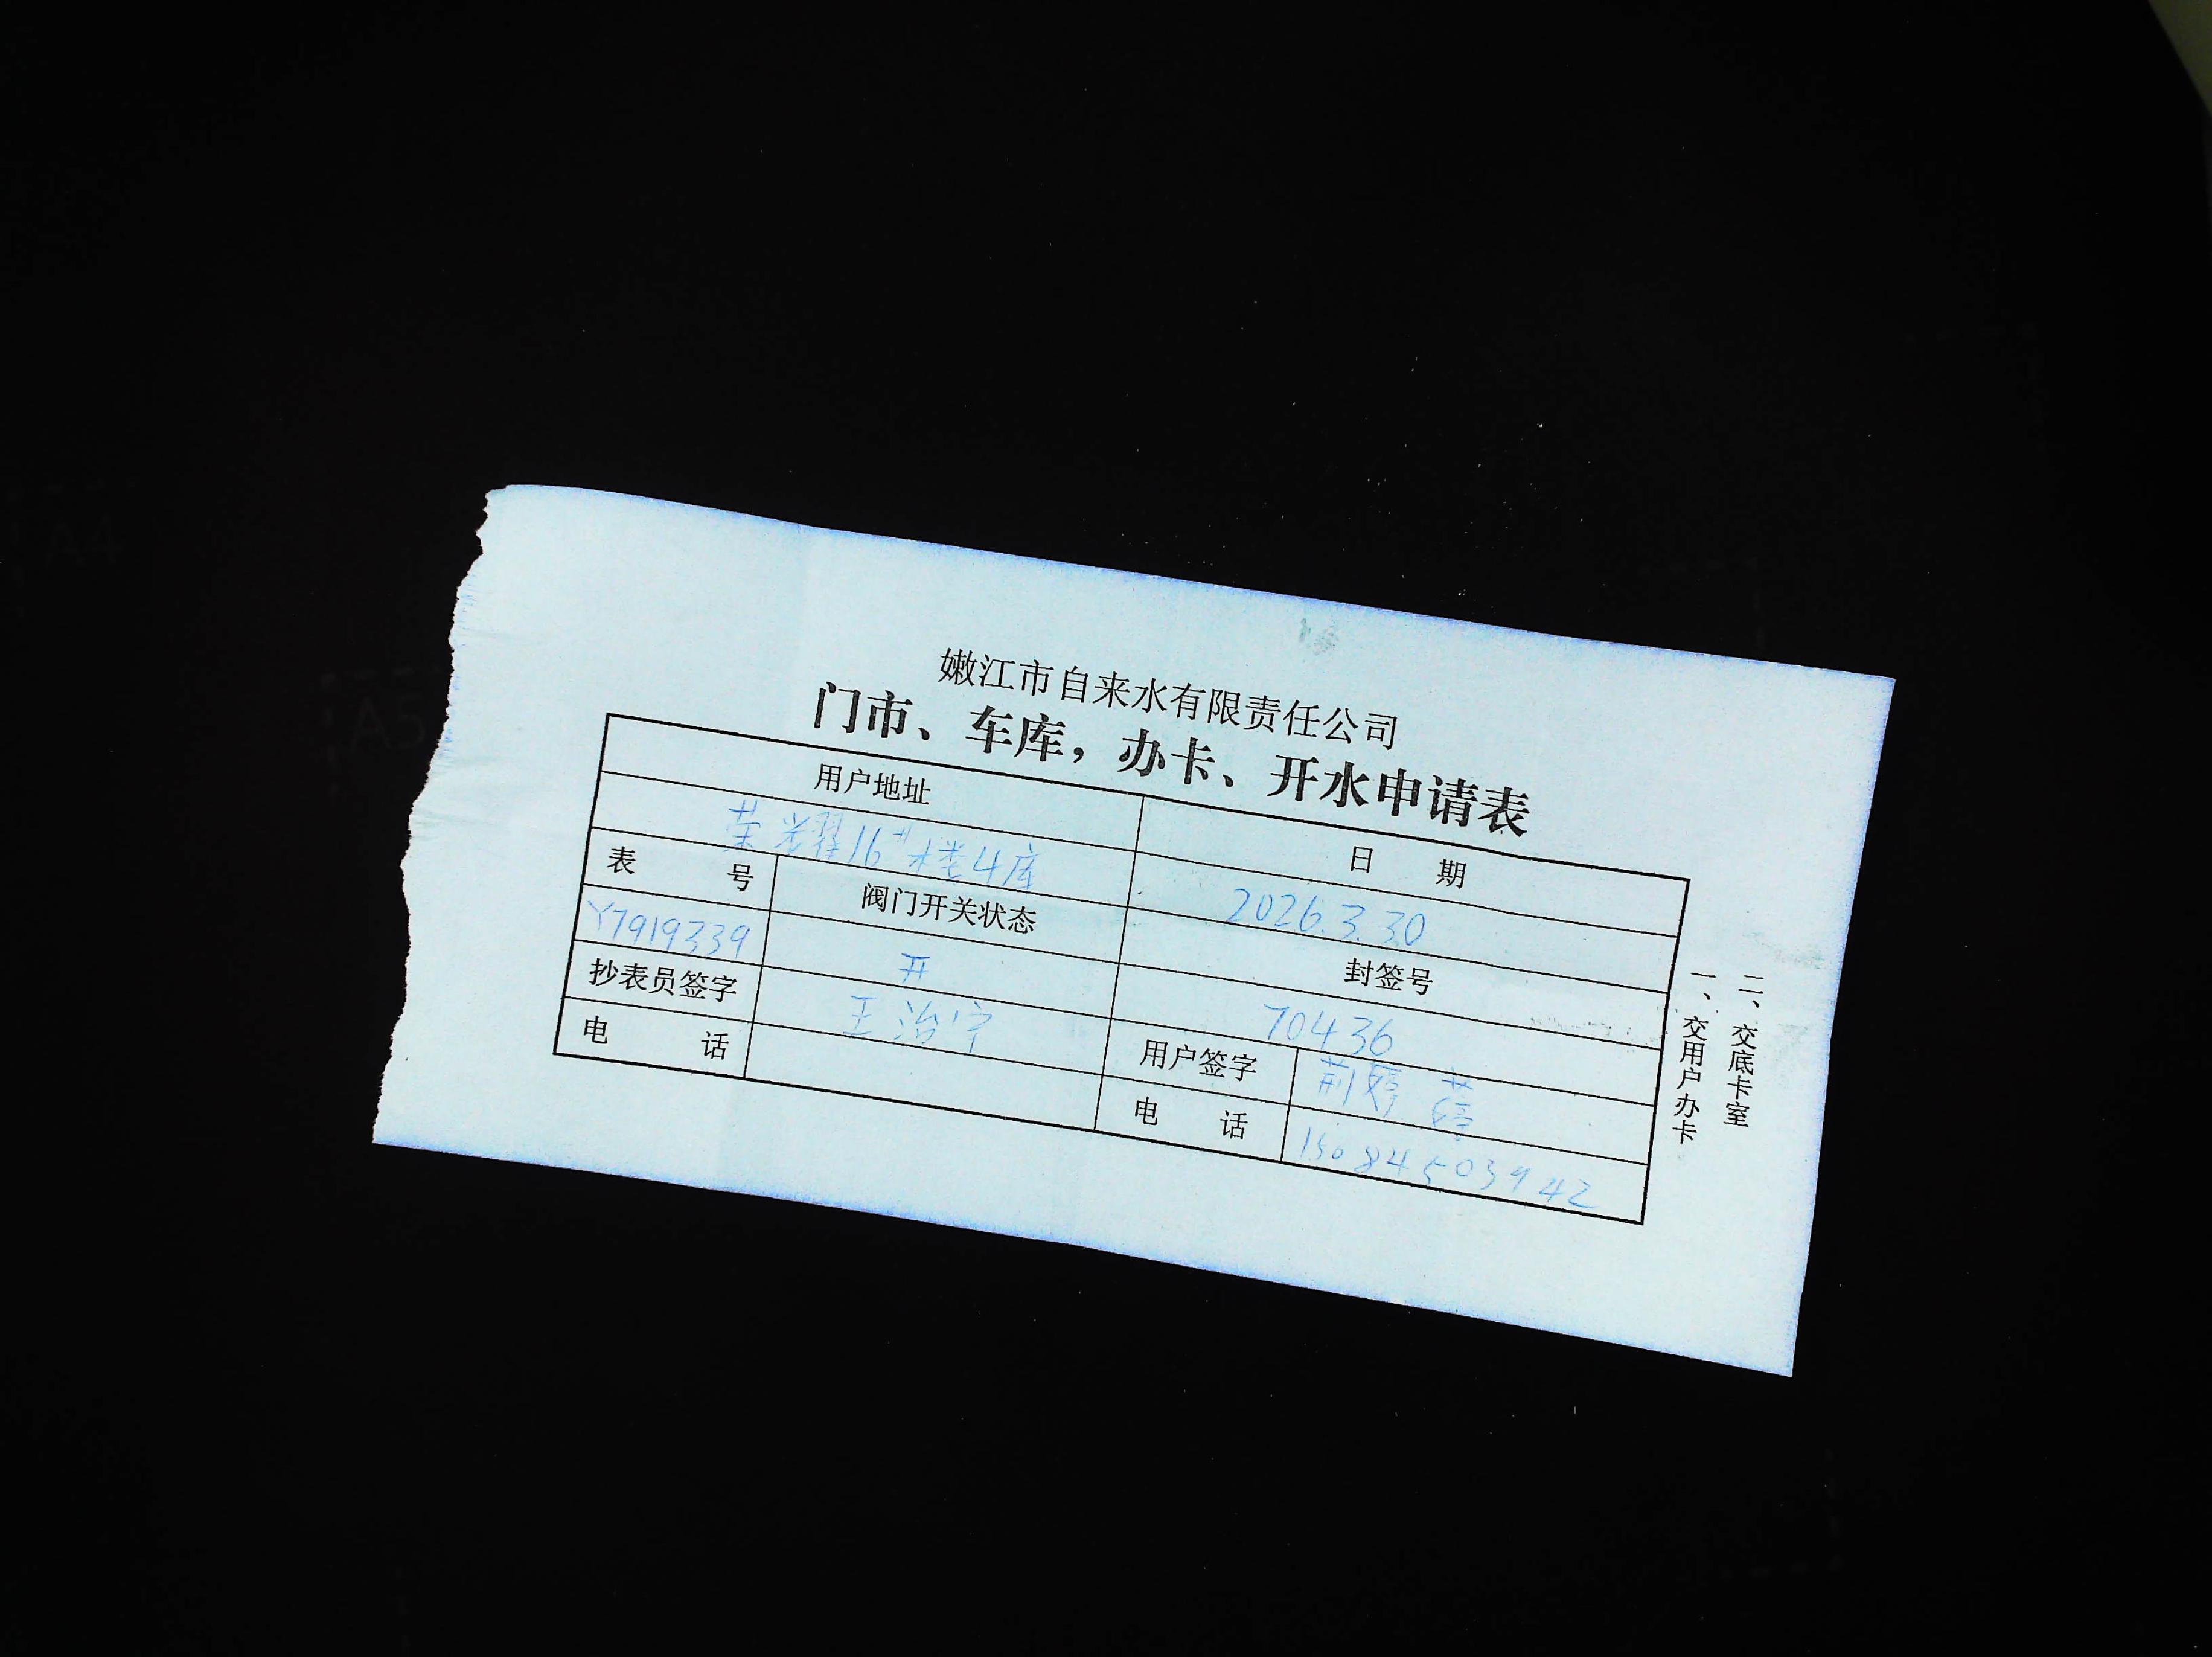 嫩江市自来水有限责任公司
门市、车库，办卡、开水申请表
用户地址 日 期
荣耀16#楼4库 2026.3.30
表 号 阀门开关状态 封签号
Y7919339 开 70436
抄表员签字 王治宁 用户签字 荆婷
电 话 电 话 15084503942
一、交用户办卡
二、交底卡室